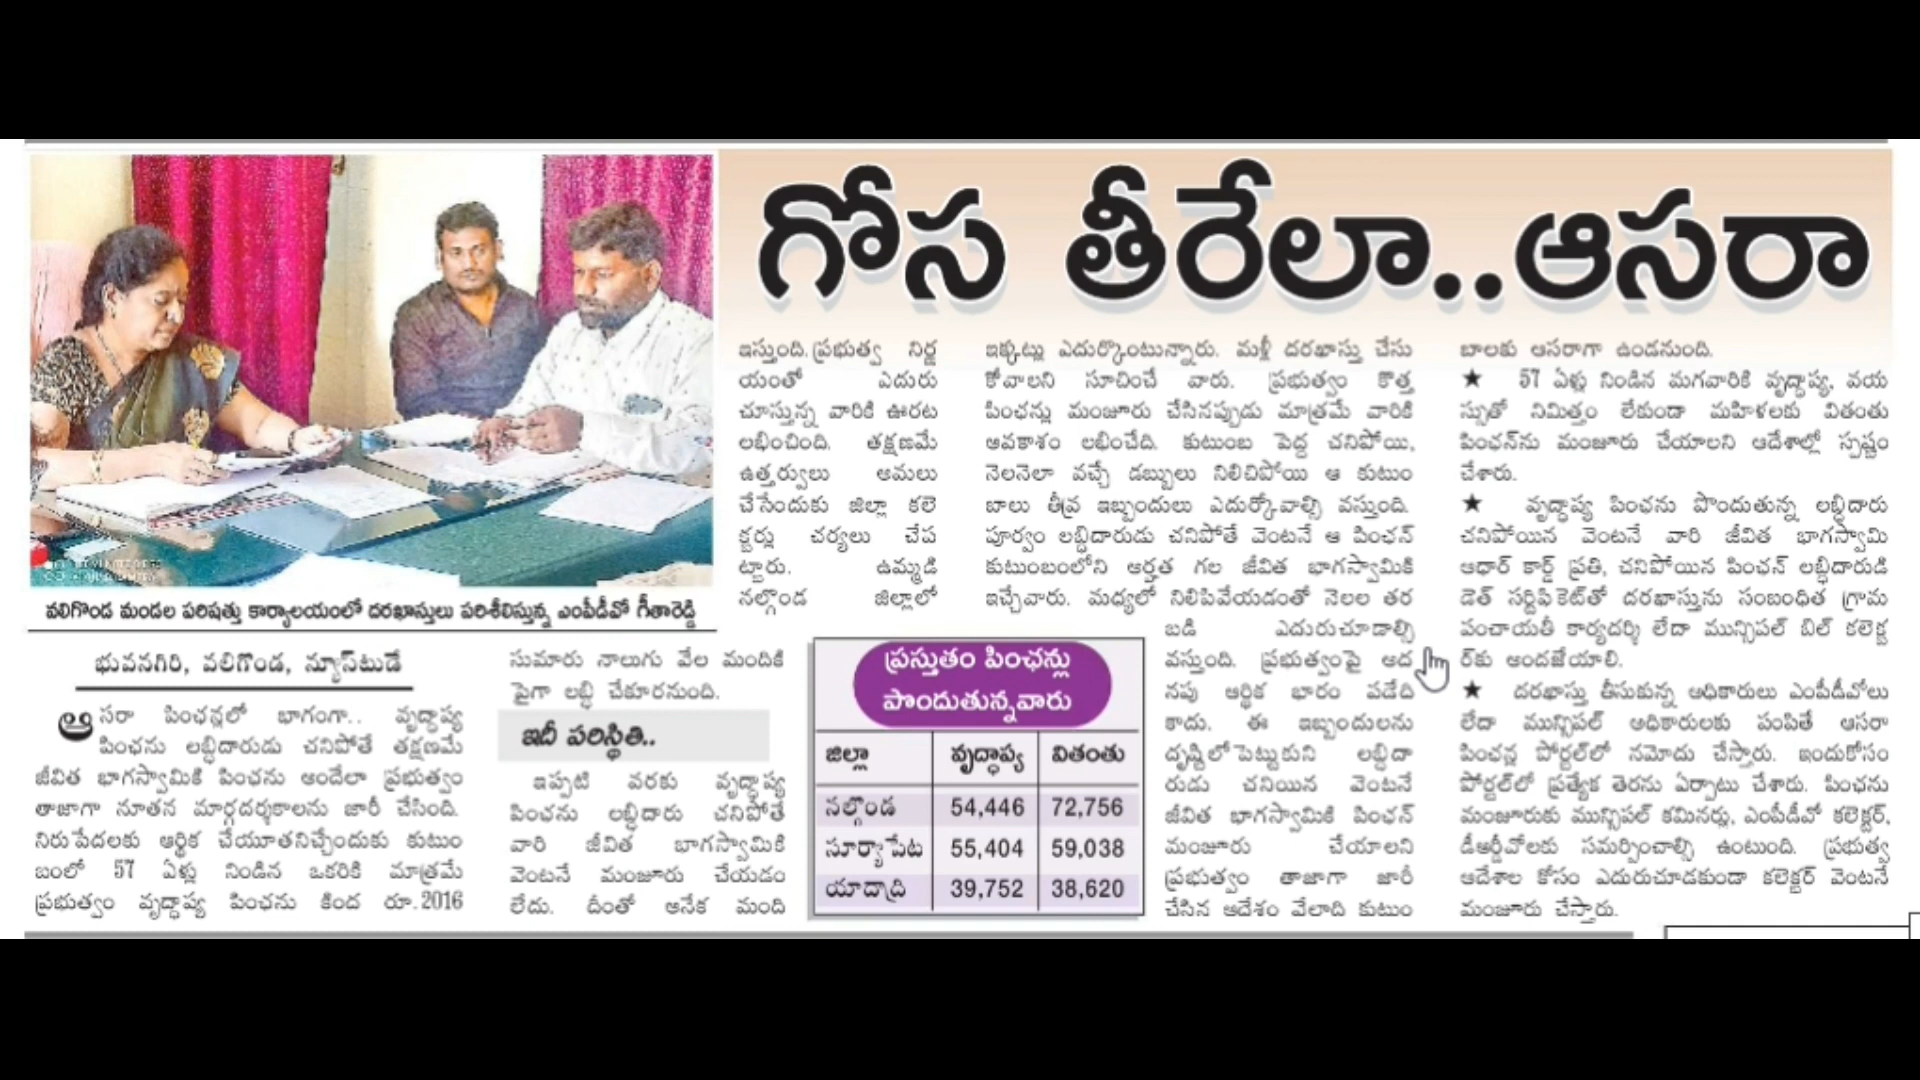 గోస తీరేలా..ఆసరా
వలిగొండ మండల పరిషత్తు కార్యాలయంలో దరఖాస్తులు పరిశీలిస్తున్న ఎంపీడీవో గీతారెడ్డి
భువనగిరి, వలిగొండ, న్యూస్‌టుడే
ఆసరా పింఛన్లలో భాగంగా.. వృద్ధాప్య
పింఛను లబ్ధిదారుడు చనిపోతే తక్షణమే
జీవిత భాగస్వామికి పింఛను అందేలా ప్రభుత్వం
తాజాగా నూతన మార్గదర్శకాలను జారీ చేసింది.
నిరుపేదలకు ఆర్థిక చేయూతనిచ్చేందుకు కుటుం
బంలో 57 ఏళ్లు నిండిన ఒకరికి మాత్రమే
ప్రభుత్వం వృద్ధాప్య పింఛను కింద రూ.2016
ఇస్తుంది. ప్రభుత్వ నిర్ణ
యంతో ఎదురు
చూస్తున్న వారికి ఊరట
లభించింది. తక్షణమే
ఉత్తర్వులు అమలు
చేసేందుకు జిల్లా కలె
క్టర్లు చర్యలు చేప
ట్టారు. ఉమ్మడి
నల్గొండ జిల్లాలో
సుమారు నాలుగు వేల మందికి
పైగా లబ్ధి చేకూరనుంది.
ఇదీ పరిస్థితి..
ఇప్పటి వరకు వృద్ధాప్య
పింఛను లబ్ధిదారు చనిపోతే
వారి జీవిత భాగస్వామికి
వెంటనే మంజూరు చేయడం
లేదు. దీంతో అనేక మంది
ఇక్కట్లు ఎదుర్కొంటున్నారు. మళ్లీ దరఖాస్తు చేసు
కోవాలని సూచించే వారు. ప్రభుత్వం కొత్త
పింఛన్లు మంజూరు చేసినప్పుడు మాత్రమే వారికి
అవకాశం లభించేది. కుటుంబ పెద్ద చనిపోయి,
నెలనెలా వచ్చే డబ్బులు నిలిచిపోయి ఆ కుటుం
బాలు తీవ్ర ఇబ్బందులు ఎదుర్కోవాల్సి వస్తుంది.
పూర్వం లబ్ధిదారుడు చనిపోతే వెంటనే ఆ పింఛన్
కుటుంబంలోని అర్హత గల జీవిత భాగస్వామికి
ఇచ్చేవారు. మధ్యలో నిలిపివేయడంతో నెలల తర
బడి ఎదురుచూడాల్సి
వస్తుంది. ప్రభుత్వంపై అద
నపు ఆర్థిక భారం పడేది
కాదు. ఈ ఇబ్బందులను
దృష్టిలో పెట్టుకుని లబ్ధిదా
రుడు చనియిన వెంటనే
జీవిత భాగస్వామికి పింఛన్
మంజూరు చేయాలని
ప్రభుత్వం తాజాగా జారీ
చేసిన ఆదేశం వేలాది కుటుం
ప్రస్తుతం పింఛన్లు
పొందుతున్నవారు
జిల్లా వృద్ధాప్య వితంతు
నల్గొండ 54,446 72,756
సూర్యాపేట 55,404 59,038
యాదాద్రి 39,752 38,620
బాలకు ఆసరాగా ఉండనుంది.
★ 57 ఏళ్లు నిండిన మగవారికి వృద్ధాప్య, వయ
స్సుతో నిమిత్తం లేకుండా మహిళలకు వితంతు
పింఛన్‌ను మంజూరు చేయాలని ఆదేశాల్లో స్పష్టం
చేశారు.
★ వృద్ధాప్య పింఛను పొందుతున్న లబ్ధిదారు
చనిపోయిన వెంటనే వారి జీవిత భాగస్వామి
ఆధార్ కార్డ్ ప్రతి, చనిపోయిన పింఛన్ లబ్ధిదారుడి
డెత్ సర్టిఫికెట్‌తో దరఖాస్తును సంబంధిత గ్రామ
పంచాయతీ కార్యదర్శి లేదా మున్సిపల్ బిల్ కలెక్ట
ర్‌కు అందజేయాలి.
★ దరఖాస్తు తీసుకున్న అధికారులు ఎంపీడీవోలు
లేదా మున్సిపల్ అధికారులకు పంపితే ఆసరా
పింఛన్ల పోర్టల్‌లో నమోదు చేస్తారు. ఇందుకోసం
పోర్టల్‌లో ప్రత్యేక తెరను ఏర్పాటు చేశారు. పింఛను
మంజూరుకు మున్సిపల్ కమినర్లు, ఎంపీడీవో కలెక్టర్,
డీఆర్డీవోలకు సమర్పించాల్సి ఉంటుంది. ప్రభుత్వ
ఆదేశాల కోసం ఎదురుచూడకుండా కలెక్టర్ వెంటనే
మంజూరు చేస్తారు.